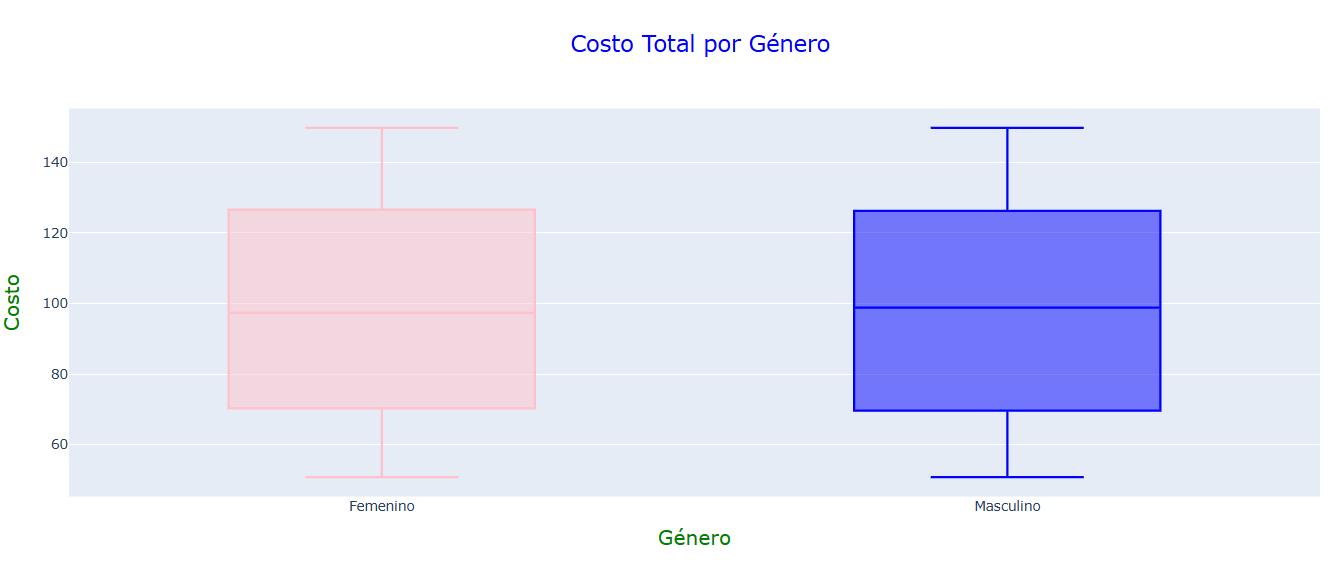 Costo Total por Género
Costo
140
120
100
80
60
Femenino
Masculino
Género